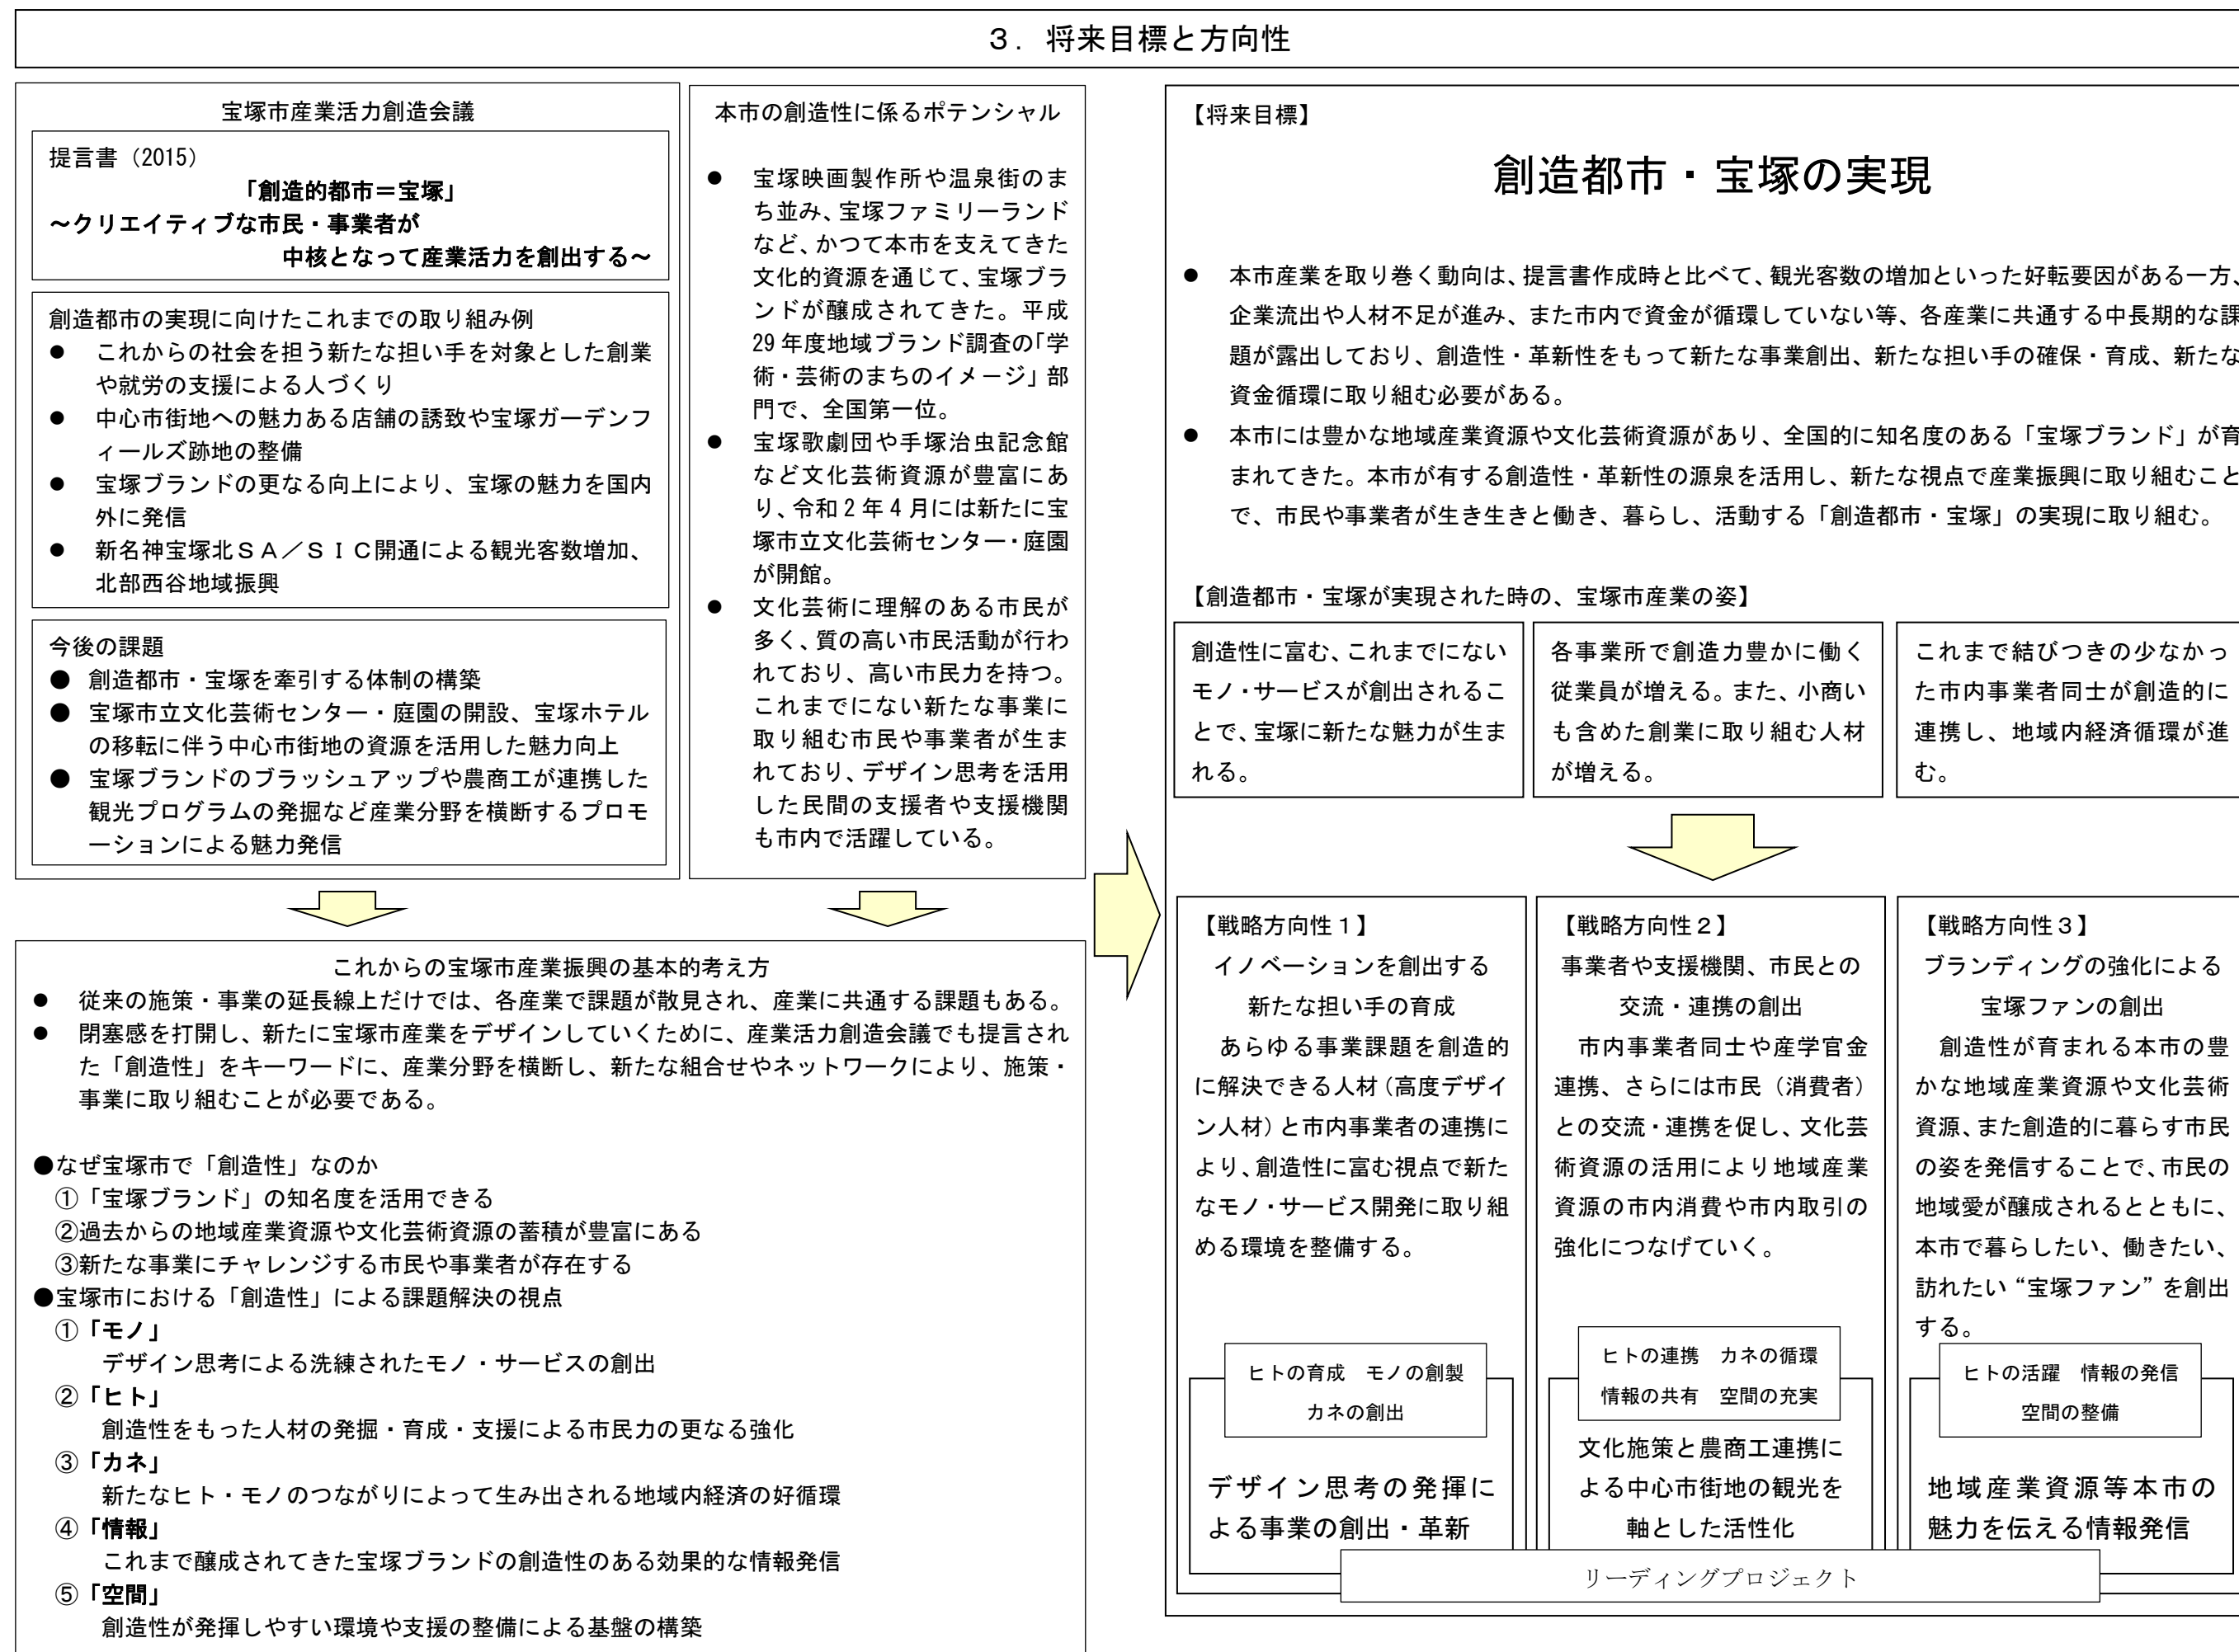 ３．将来目標と方向性
宝塚市産業活力創造会議
提言書（2015）
「創造的都市＝宝塚」
～クリエイティブな市民・事業者が
中核となって産業活力を創出する～
創造都市の実現に向けたこれまでの取り組み例
● これからの社会を担う新たな担い手を対象とした創業
や就労の支援による人づくり
● 中心市街地への魅力ある店舗の誘致や宝塚ガーデンフ
ィールズ跡地の整備
● 宝塚ブランドの更なる向上により、宝塚の魅力を国内
外に発信
● 新名神宝塚北ＳＡ／ＳＩＣ開通による観光客数増加、
北部西谷地域振興
今後の課題
● 創造都市・宝塚を牽引する体制の構築
● 宝塚市立文化芸術センター・庭園の開設、宝塚ホテル
の移転に伴う中心市街地の資源を活用した魅力向上
● 宝塚ブランドのブラッシュアップや農商工が連携した
観光プログラムの発掘など産業分野を横断するプロモ
ーションによる魅力発信
本市の創造性に係るポテンシャル
● 宝塚映画製作所や温泉街のま
ち並み、宝塚ファミリーランド
など、かつて本市を支えてきた
文化的資源を通じて、宝塚ブラ
ンドが醸成されてきた。平成
29年度地域ブランド調査の「学
術・芸術のまちのイメージ」部
門で、全国第一位。
● 宝塚歌劇団や手塚治虫記念館
など文化芸術資源が豊富にあ
り、令和２年４月には新たに宝
塚市立文化芸術センター・庭園
が開館。
● 文化芸術に理解のある市民が
多く、質の高い市民活動が行わ
れており、高い市民力を持つ。
これまでにない新たな事業に
取り組む市民や事業者が生ま
れており、デザイン思考を活用
した民間の支援者や支援機関
も市内で活躍している。
これからの宝塚市産業振興の基本的考え方
● 従来の施策・事業の延長線上だけでは、各産業で課題が散見され、産業に共通する課題もある。
● 閉塞感を打開し、新たに宝塚市産業をデザインしていくために、産業活力創造会議でも提言され
た「創造性」をキーワードに、産業分野を横断し、新たな組合せやネットワークにより、施策・
事業に取り組むことが必要である。
●なぜ宝塚市で「創造性」なのか
①「宝塚ブランド」の知名度を活用できる
②過去からの地域産業資源や文化芸術資源の蓄積が豊富にある
③新たな事業にチャレンジする市民や事業者が存在する
●宝塚市における「創造性」による課題解決の視点
①「モノ」
デザイン思考による洗練されたモノ・サービスの創出
②「ヒト」
創造性をもった人材の発掘・育成・支援による市民力の更なる強化
③「カネ」
新たなヒト・モノのつながりによって生み出される地域内経済の好循環
④「情報」
これまで醸成されてきた宝塚ブランドの創造性のある効果的な情報発信
⑤「空間」
創造性が発揮しやすい環境や支援の整備による基盤の構築
【将来目標】
創造都市・宝塚の実現
● 本市産業を取り巻く動向は、提言書作成時と比べて、観光客数の増加といった好転要因がある一方、
企業流出や人材不足が進み、また市内で資金が循環していない等、各産業に共通する中長期的な課
題が露出しており、創造性・革新性をもって新たな事業創出、新たな担い手の確保・育成、新たな
資金循環に取り組む必要がある。
● 本市には豊かな地域産業資源や文化芸術資源があり、全国的に知名度のある「宝塚ブランド」が育
まれてきた。本市が有する創造性・革新性の源泉を活用し、新たな視点で産業振興に取り組むこと
で、市民や事業者が生き生きと働き、暮らし、活動する「創造都市・宝塚」の実現に取り組む。
【創造都市・宝塚が実現された時の、宝塚市産業の姿】
創造性に富む、これまでにない
モノ・サービスが創出されるこ
とで、宝塚に新たな魅力が生ま
れる。
各事業所で創造力豊かに働く
従業員が増える。また、小商い
も含めた創業に取り組む人材
が増える。
これまで結びつきの少なかっ
た市内事業者同士が創造的に
連携し、地域内経済循環が進
む。
【戦略方向性１】
イノベーションを創出する
新たな担い手の育成
あらゆる事業課題を創造的
に解決できる人材（高度デザイ
ン人材）と市内事業者の連携に
より、創造性に富む視点で新た
なモノ・サービス開発に取り組
める環境を整備する。
ヒトの育成 モノの創製
カネの創出
デザイン思考の発揮に
よる事業の創出・革新
【戦略方向性２】
事業者や支援機関、市民との
交流・連携の創出
市内事業者同士や産学官金
連携、さらには市民（消費者）
との交流・連携を促し、文化芸
術資源の活用により地域産業
資源の市内消費や市内取引の
強化につなげていく。
ヒトの連携 カネの循環
情報の共有 空間の充実
文化施策と農商工連携に
よる中心市街地の観光を
軸とした活性化
【戦略方向性３】
ブランディングの強化による
宝塚ファンの創出
創造性が育まれる本市の豊
かな地域産業資源や文化芸術
資源、また創造的に暮らす市民
の姿を発信することで、市民の
地域愛が醸成されるとともに、
本市で暮らしたい、働きたい、
訪れたい“宝塚ファン”を創出
する。
ヒトの活躍 情報の発信
空間の整備
地域産業資源等本市の
魅力を伝える情報発信
リーディングプロジェクト